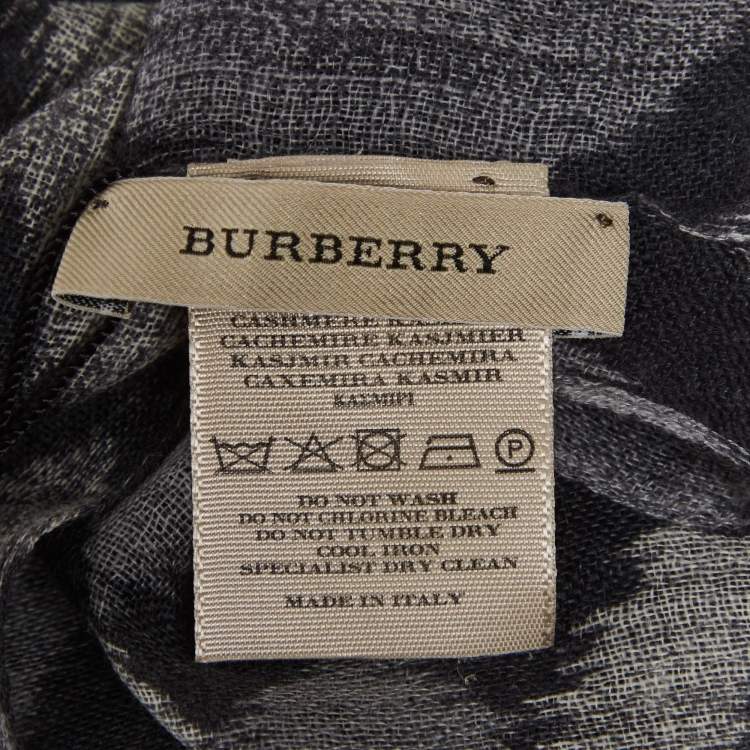 BURBERRY
CASHMERE
CACHEMIRE KASJMIER
KASJMIR CACHEMIRA
CAXEMIRA KASMIR
ΚΑΣΜΙΡΙ
P
DO NOT WASH
DO NOT CHLORINE BLEACH
DO NOT TUMBLE DRY
COOL IRON
SPECIALIST DRY CLEAN
MADE IN ITALY